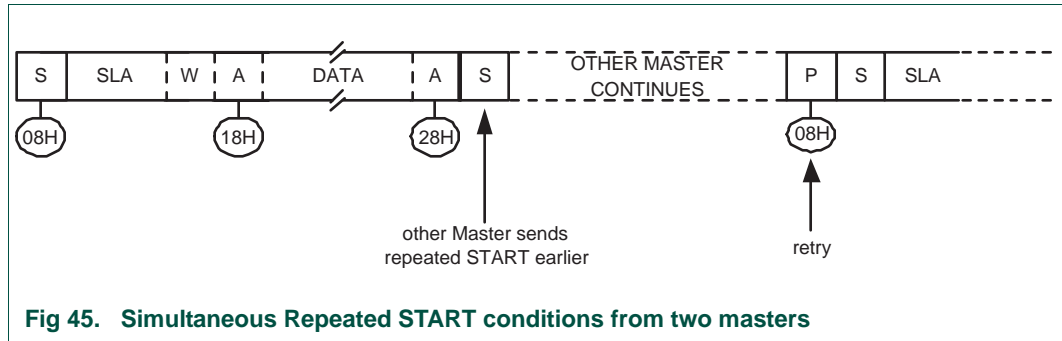 S SLA W A DATA A S OTHER MASTER CONTINUES P S SLA
08H 18H 28H 08H
other Master sends
repeated START earlier
retry
Fig 45. Simultaneous Repeated START conditions from two masters